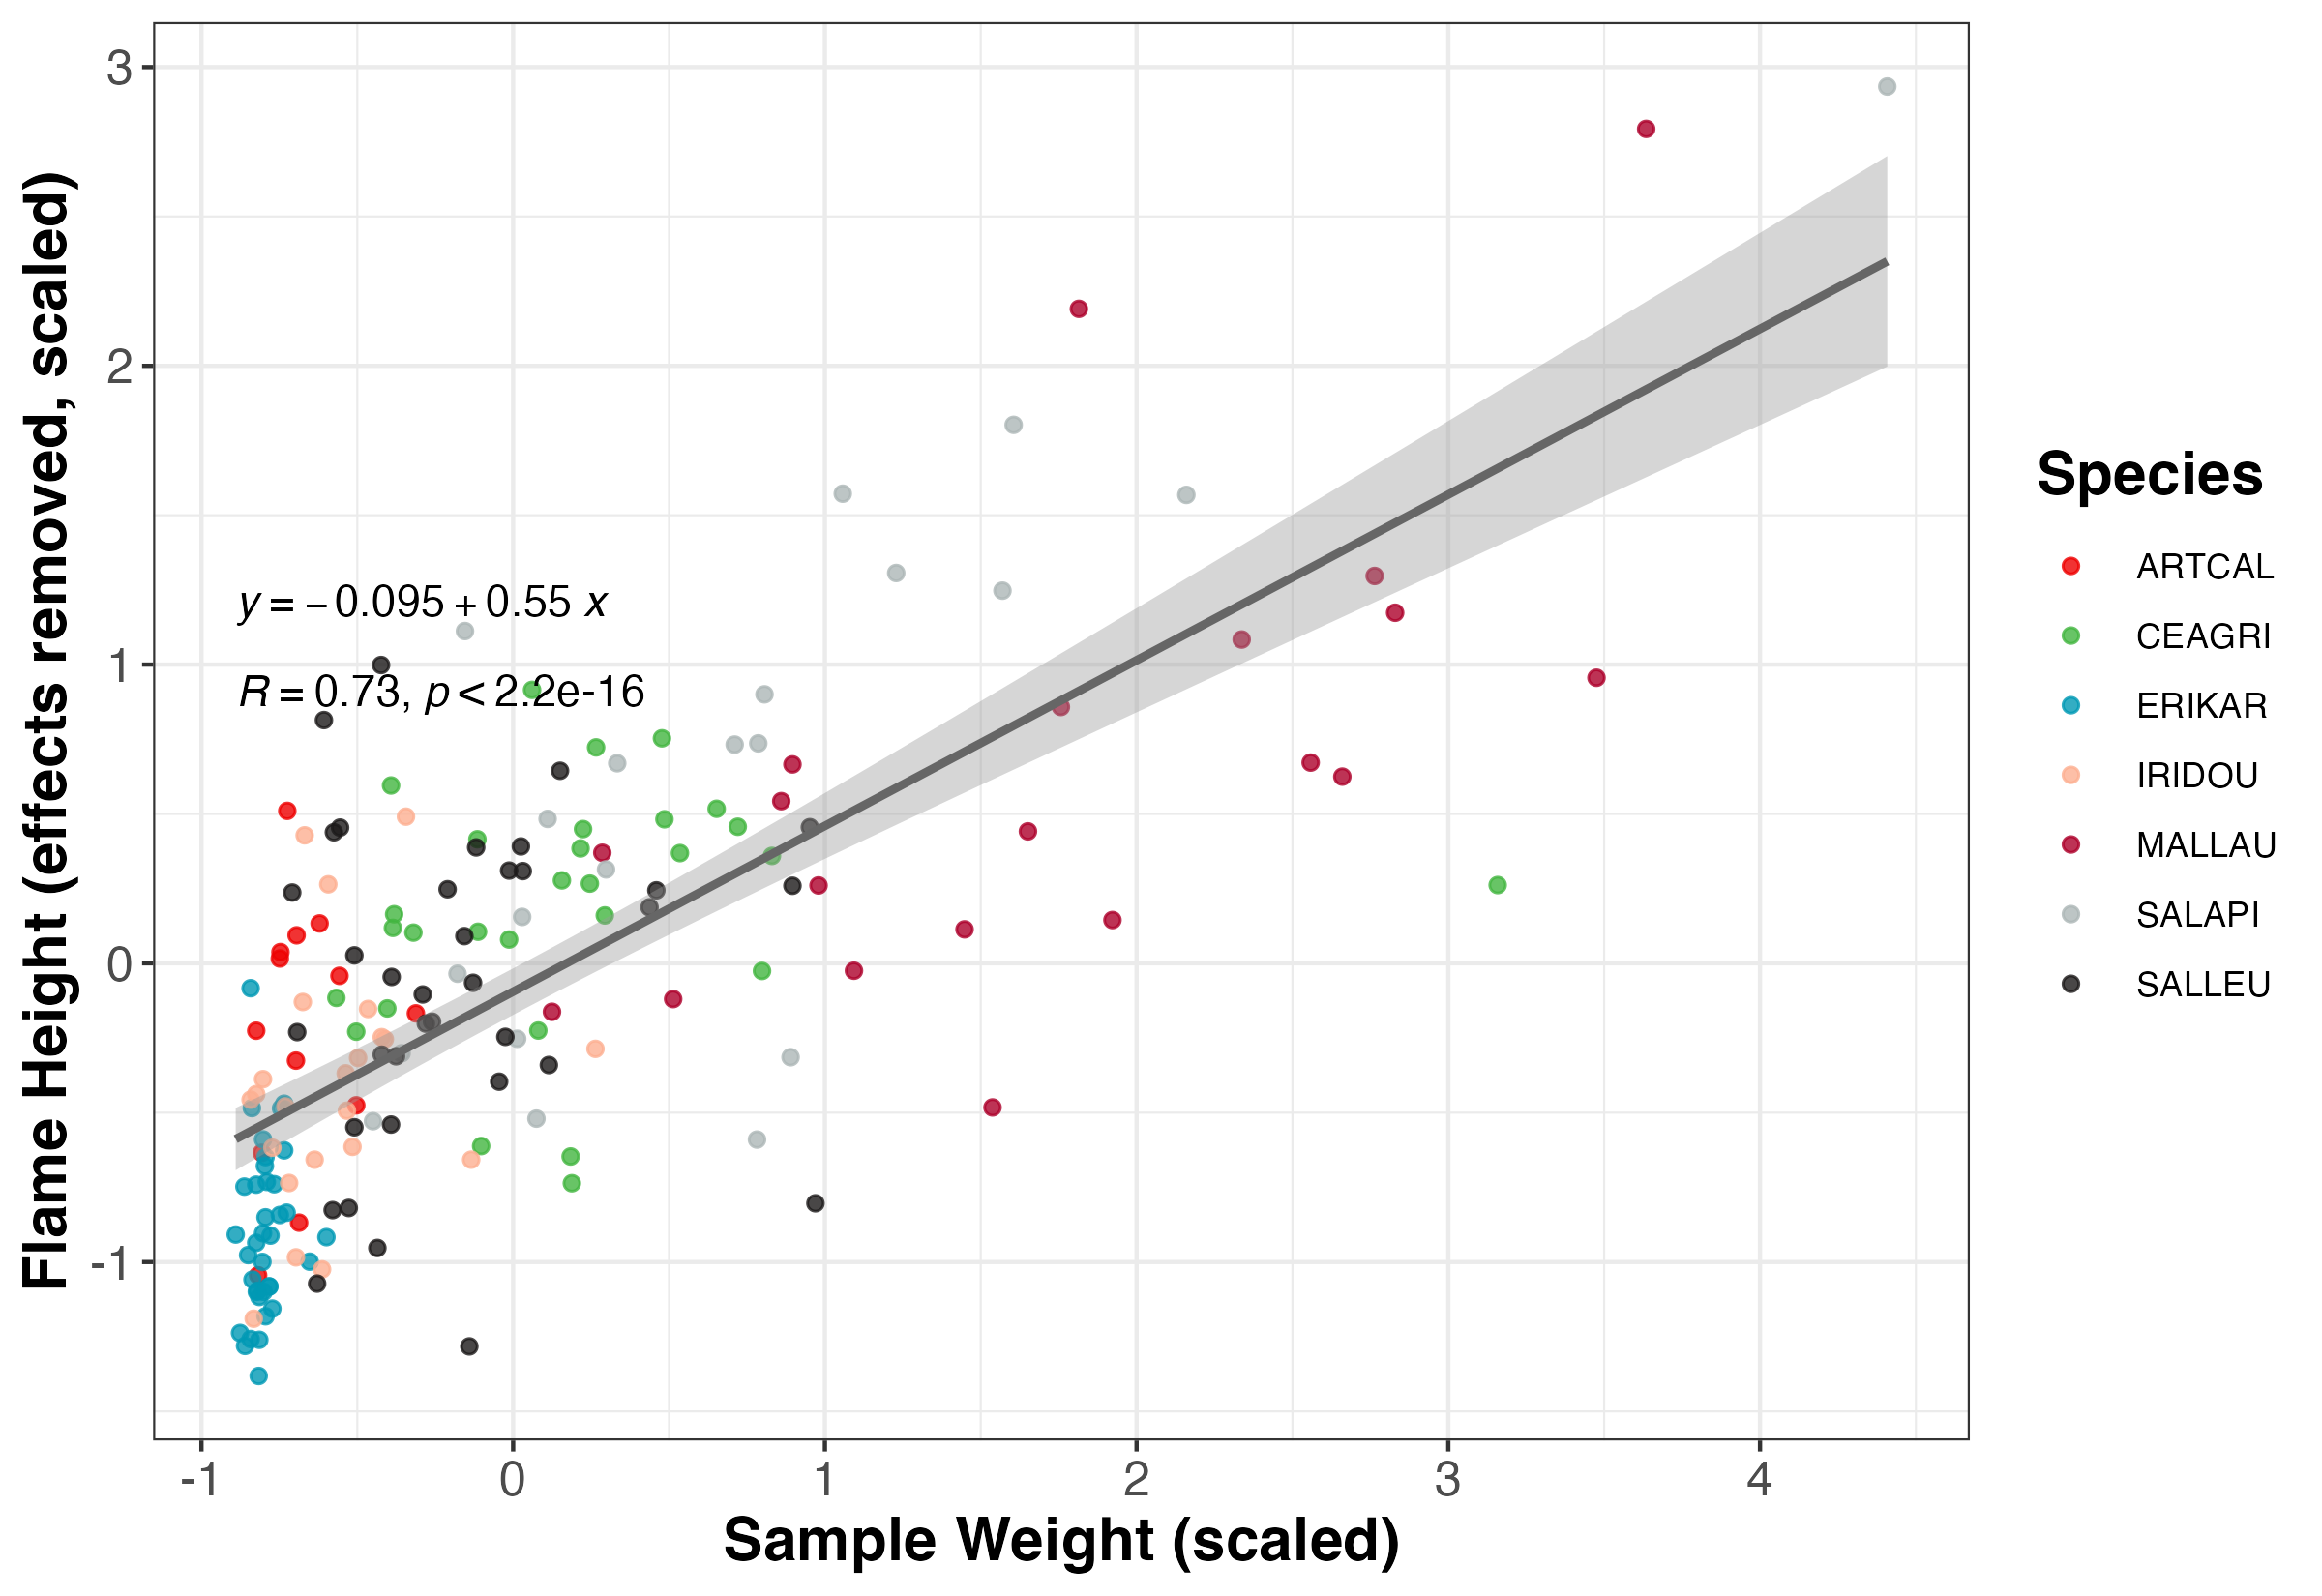 3
2
1
0
-1
Flame Height (effects removed, scaled)
y = − 0.095 + 0.55 x
R = 0.73, p < 2.2e-16
-1 0 1 2 3 4
Sample Weight (scaled)
Species
ARTCAL
CEAGRI
ERIKAR
IRIDOU
MALLAU
SALAPI
SALLEU